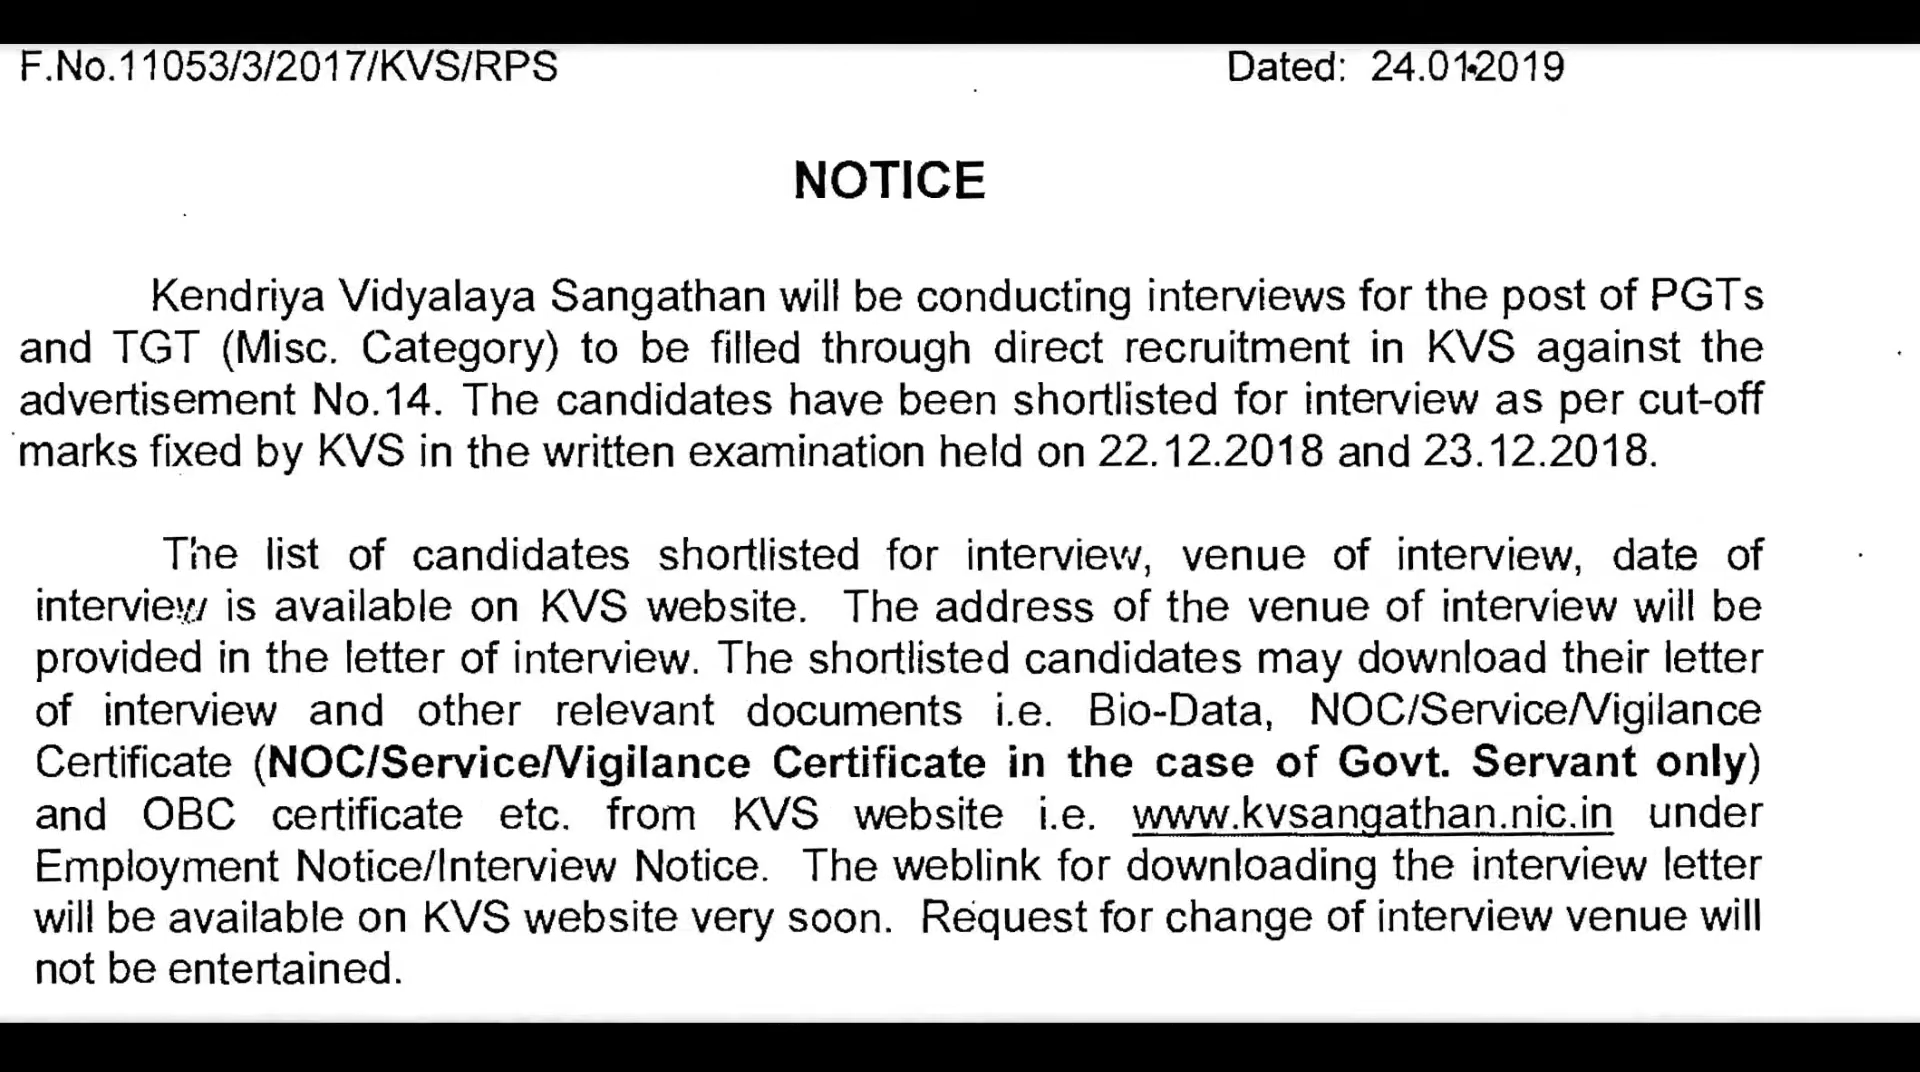 F.No.11053/3/2017/KVS/RPS Dated: 24.01.2019
NOTICE
Kendriya Vidyalaya Sangathan will be conducting interviews for the post of PGTs
and TGT (Misc. Category) to be filled through direct recruitment in KVS against the
advertisement No.14. The candidates have been shortlisted for interview as per cut-off
marks fixed by KVS in the written examination held on 22.12.2018 and 23.12.2018.
The list of candidates shortlisted for interview, venue of interview, date of
interview is available on KVS website. The address of the venue of interview will be
provided in the letter of interview. The shortlisted candidates may download their letter
of interview and other relevant documents i.e. Bio-Data, NOC/Service/Vigilance
Certificate (NOC/Service/Vigilance Certificate in the case of Govt. Servant only)
and OBC certificate etc. from KVS website i.e. www.kvsangathan.nic.in under
Employment Notice/Interview Notice. The weblink for downloading the interview letter
will be available on KVS website very soon. Request for change of interview venue will
not be entertained.